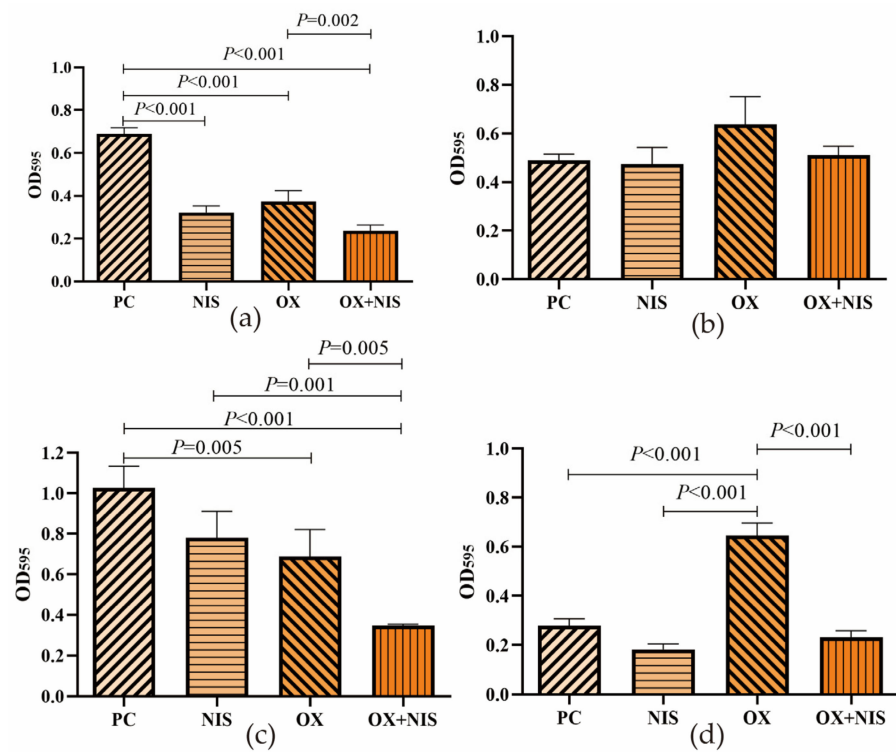 P=0.002
P<0.001
P<0.001
P<0.001
1.0
0.8
0.6
0.4
0.2
0.0
OD595
PC NIS OX OX+NIS
(a)
1.0
0.8
0.6
0.4
0.2
0.0
OD595
PC NIS OX OX+NIS
(b)
P=0.005
P=0.001
P<0.001
P=0.005
1.2
1.0
0.8
0.6
0.4
0.2
0.0
OD595
PC NIS OX OX+NIS
(c)
P<0.001
P<0.001
P<0.001
1.0
0.8
0.6
0.4
0.2
0.0
OD595
PC NIS OX OX+NIS
(d)